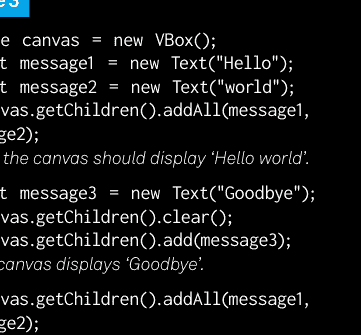 e3
e canvas = new VBox();
t message1 = new Text("Hello");
t message2 = new Text("world");
vas.getChildren().addAll(message1,
ge2);
the canvas should display ‘Hello world’.
t message3 = new Text("Goodbye");
vas.getChildren().clear();
vas.getChildren().add(message3);
canvas displays ‘Goodbye’.
vas.getChildren().addAll(message1,
ge2);